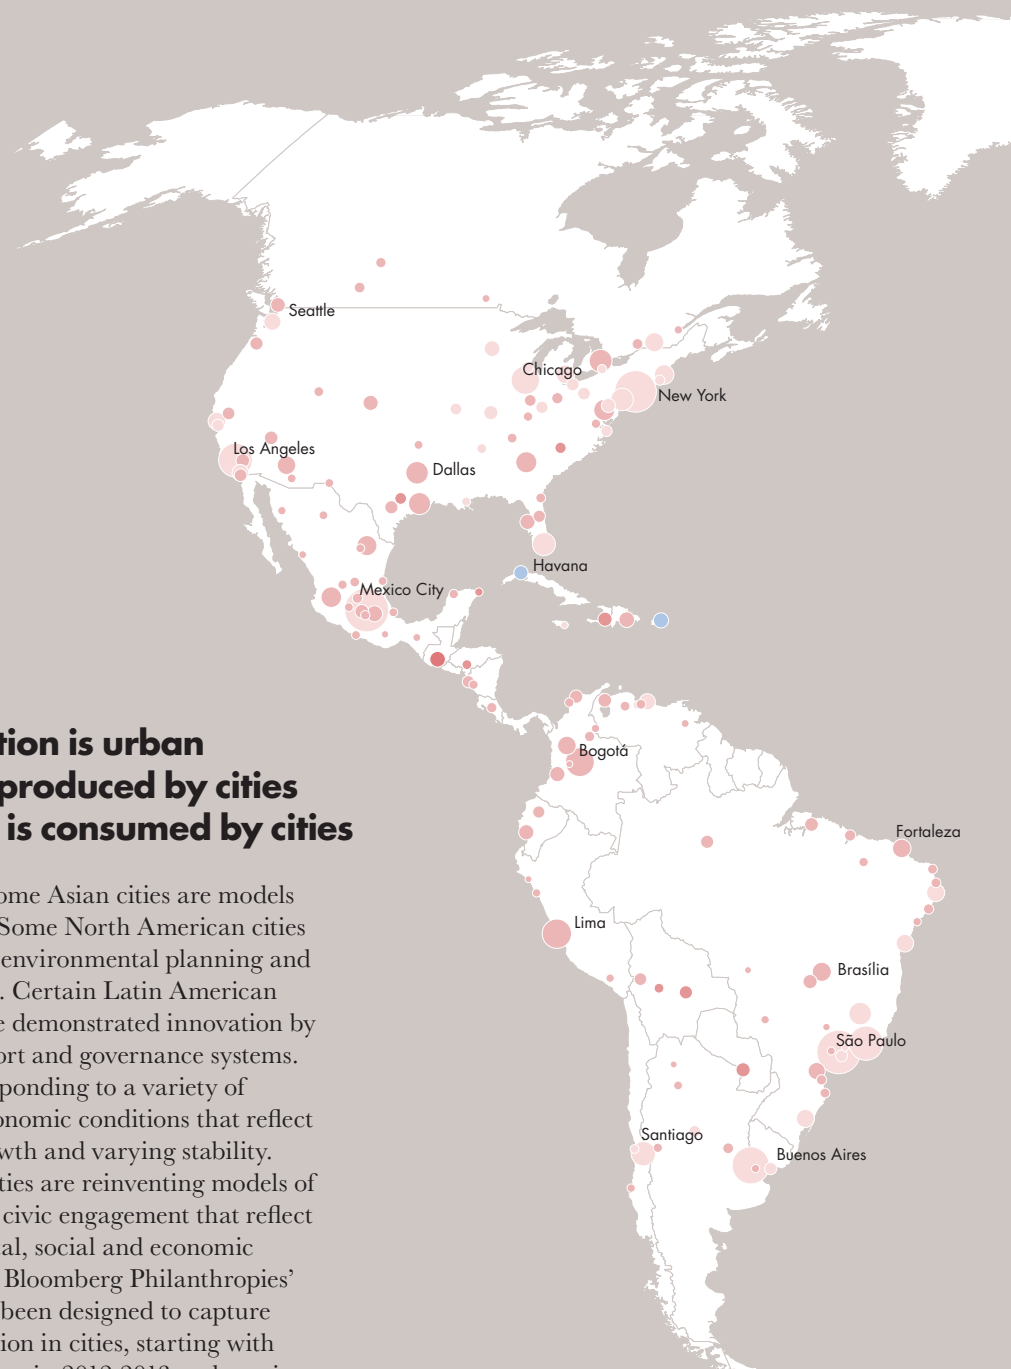 Seattle
Chicago
New York
Los Angeles
Dallas
Havana
Mexico City
Bogotá
Fortaleza
Lima
Brasília
São Paulo
Santiago
Buenos Aires
tion is urban
produced by cities
is consumed by cities
ome Asian cities are models
Some North American cities
environmental planning and
. Certain Latin American
e demonstrated innovation by
ort and governance systems.
ponding to a variety of
onomic conditions that reflect
wth and varying stability.
ties are reinventing models of
civic engagement that reflect
al, social and economic
Bloomberg Philanthropies’
been designed to capture
ion in cities, starting with